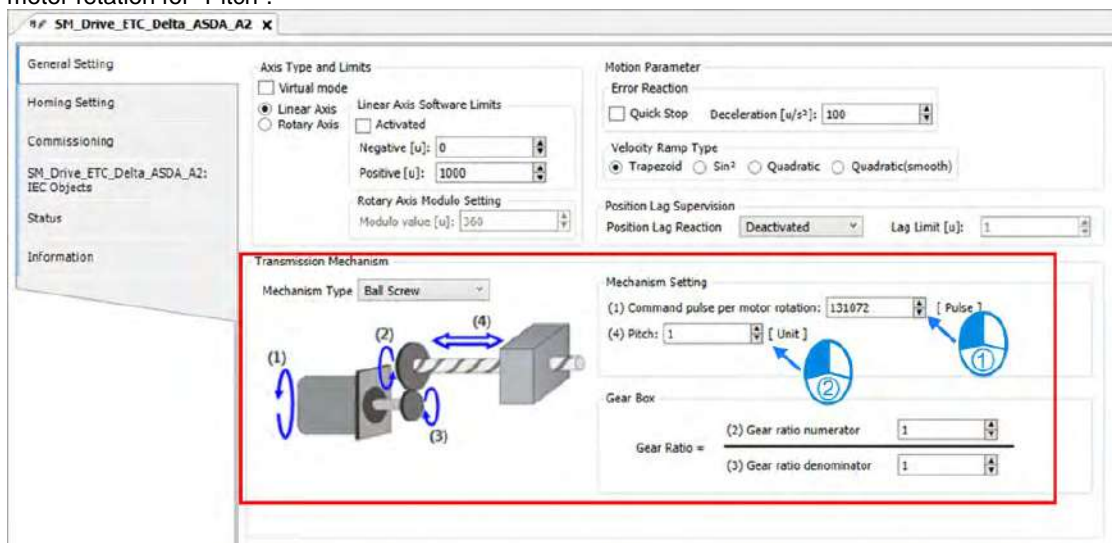 motor rotation for "Pitch".
SM_Drive_ETC_Delta_ASDA_A2 X
General Setting
Homing Setting
Commissioning
SM_Drive_ETC_Delta_ASDA_A2:
IEC Objects
Status
Information
Axis Type and Limits
Virtual mode
Linear Axis
Rotary Axis
Linear Axis Software Limits
Activated
Negative [u]: 0
Positive [u]: 1000
Rotary Axis Modulo Setting
Modulo value [u]: 360
Motion Parameter
Error Reaction
Quick Stop Deceleration [u/s²]: 100
Velocity Ramp Type
Trapezoid Sin² Quadratic Quadratic(smooth)
Position Lag Supervision
Position Lag Reaction Deactivated Lag Limit [u]: 1
Transmission Mechanism
Mechanism Type Ball Screw
(1)
(2)
(4)
(3)
Mechanism Setting
(1) Command pulse per motor rotation: 131072 [ Pulse ]
(4) Pitch: 1 [ Unit ]
①
②
Gear Box
Gear Ratio =
(2) Gear ratio numerator 1
(3) Gear ratio denominator 1